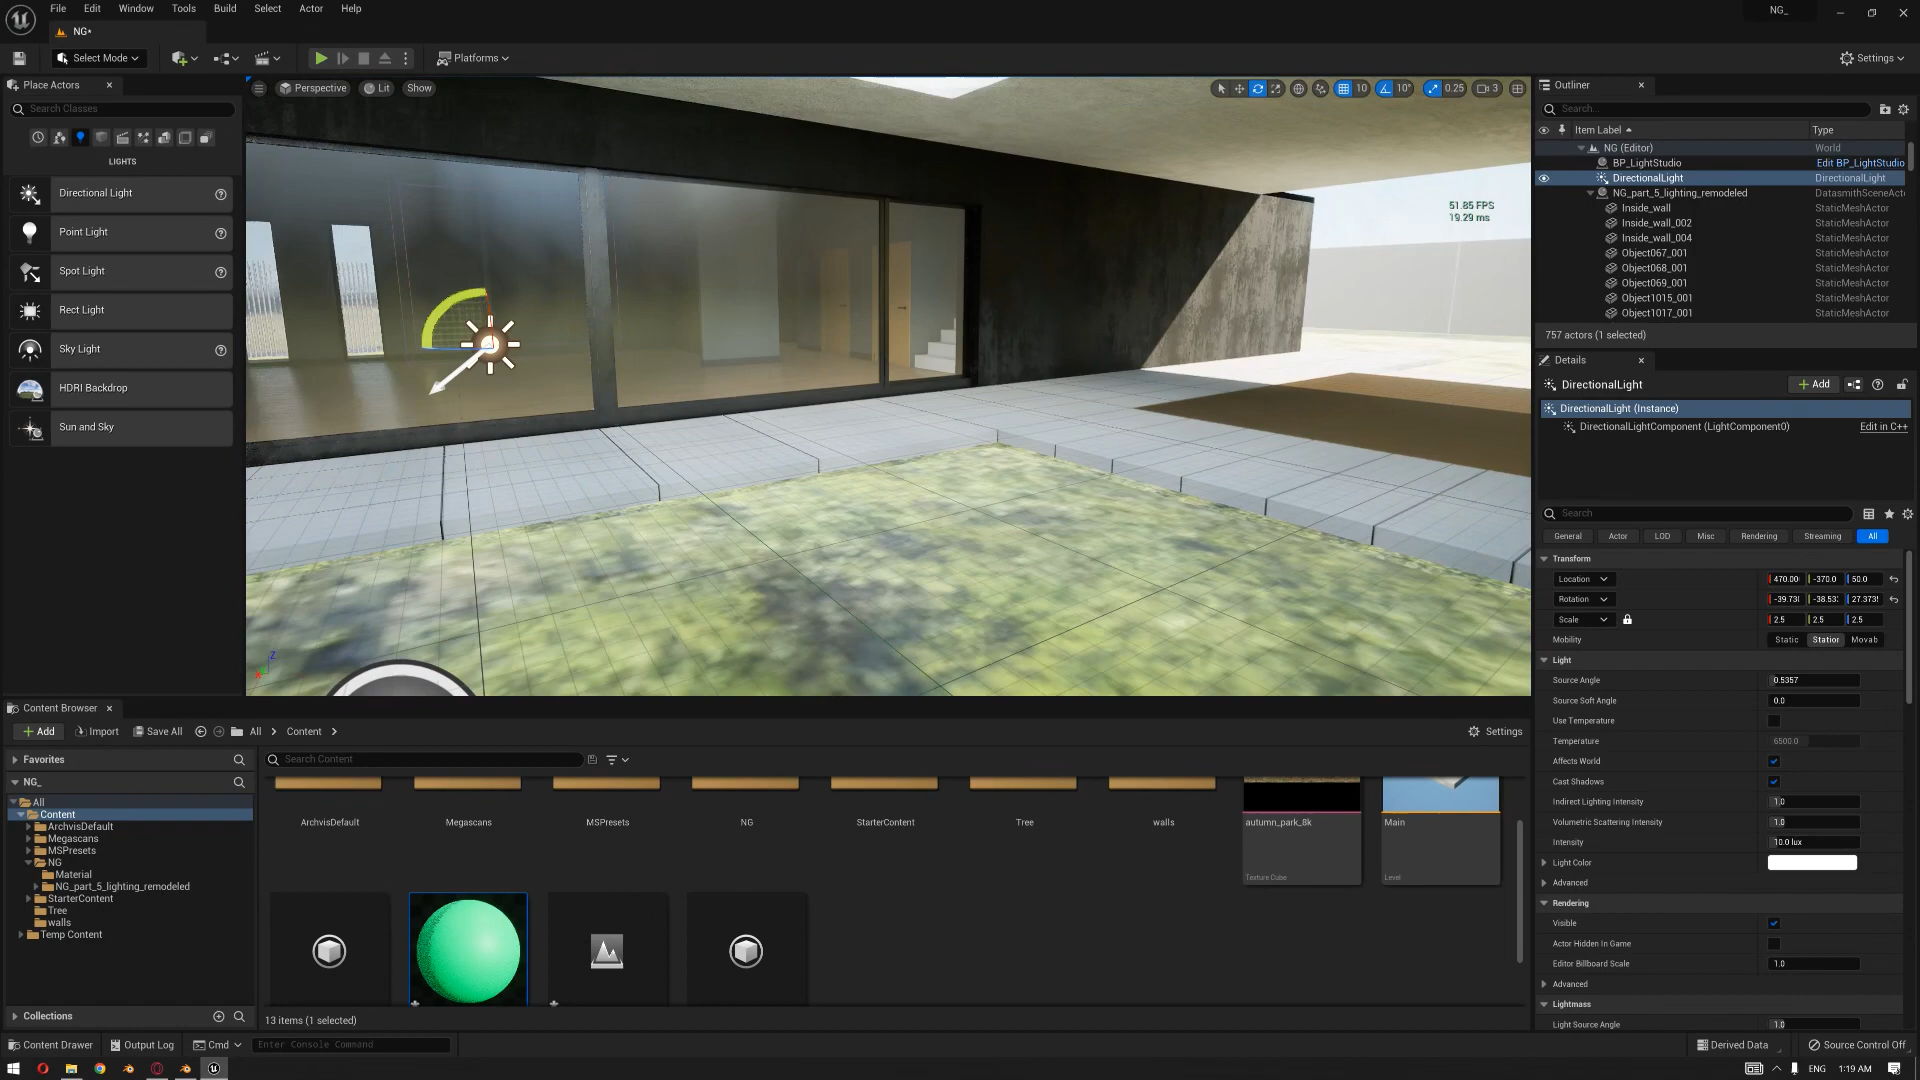 File Edit Window Tools Build Select Actor Help
NG_
NG*
Select Mode
Platforms
Settings
Place Actors
Search Classes
LIGHTS
Directional Light
Point Light
Spot Light
Rect Light
Sky Light
HDRI Backdrop
Sun and Sky
Perspective Lit Show
10 10° 0.25 3
51.85 FPS
19.29 ms
Z
X
Outliner
Search...
Item Label Type
NG (Editor) World
BP_LightStudio Edit BP_LightStudio
DirectionalLight DirectionalLight
NG_part_5_lighting_remodeled DatasmithSceneAct
Inside_wall StaticMeshActor
Inside_wall_002 StaticMeshActor
Inside_wall_004 StaticMeshActor
Object067_001 StaticMeshActor
Object068_001 StaticMeshActor
Object069_001 StaticMeshActor
Object1015_001 StaticMeshActor
Object1017_001 StaticMeshActor
757 actors (1 selected)
Details
DirectionalLight
Add
DirectionalLight (Instance)
DirectionalLightComponent (LightComponent0) Edit in C++
Search
General Actor LOD Misc Rendering Streaming All
Transform
Location 470.00 -370.0 50.0
Rotation -39.73 -38.53 27.373
Scale 2.5 2.5 2.5
Mobility Static Station Movab
Light
Source Angle 0.5357
Source Soft Angle 0.0
Use Temperature
Temperature 6500.0
Affects World
Cast Shadows
Indirect Lighting Intensity 1.0
Volumetric Scattering Intensity 1.0
Intensity 10.0 lux
Light Color
Advanced
Rendering
Visible
Actor Hidden In Game
Editor Billboard Scale 1.0
Advanced
Lightmass
Light Source Angle 1.0
Content Browser
Add Import Save All All Content Settings
Favorites
NG_
All
Content
ArchvisDefault
Megascans
MSPresets
NG
Material
NG_part_5_lighting_remodeled
StarterContent
Tree
walls
Temp Content
Collections
Search Content
ArchvisDefault Megascans MSPresets NG StarterContent Tree walls autumn_park_8k Main
Texture Cube Level
13 items (1 selected)
Content Drawer Output Log Cmd Enter Console Command Derived Data Source Control Off
ENG 1:19 AM